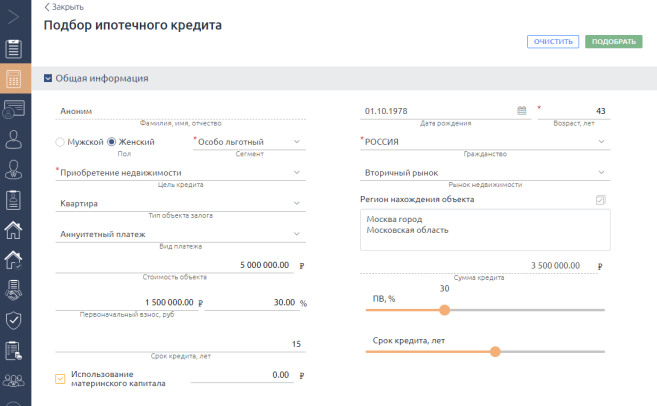 Закрыть
Подбор ипотечного кредита
ОЧИСТИТЬ ПОДОБРАТЬ
Общая информация
Аноним
Фамилия, имя, отчество
01.10.1978
Дата рождения
* 43
Возраст, лет
Мужской Женский
Пол
* Особо льготный
Сегмент
* РОССИЯ
Гражданство
* Приобретение недвижимости
Цель кредита
Вторичный рынок
Рынок недвижимости
Квартира
Тип объекта залога
Регион нахождения объекта
Москва город
Московская область
Аннуитетный платеж
Вид платежа
5 000 000.00 ₽
Стоимость объекта
3 500 000.00 ₽
Сумма кредита
1 500 000.00 ₽ 30.00 %
Первоначальный взнос, руб
30
ПВ, %
15
Срок кредита, лет
Срок кредита, лет
Использование
материнского капитала
0.00 ₽